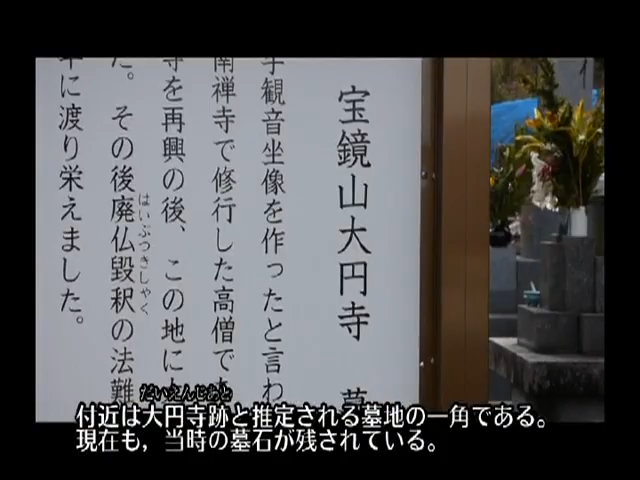 宝鏡山大円寺 墓
手観音坐像を作ったと言わ
南禅寺で修行した高僧で
寺を再興の後、この地に
た。その後廃仏毀釈の法難
はいぶつきしゃく
年に渡り栄えました。
だいえんじあと
付近は大円寺跡と推定される墓地の一角である。
現在も，当時の墓石が残されている。